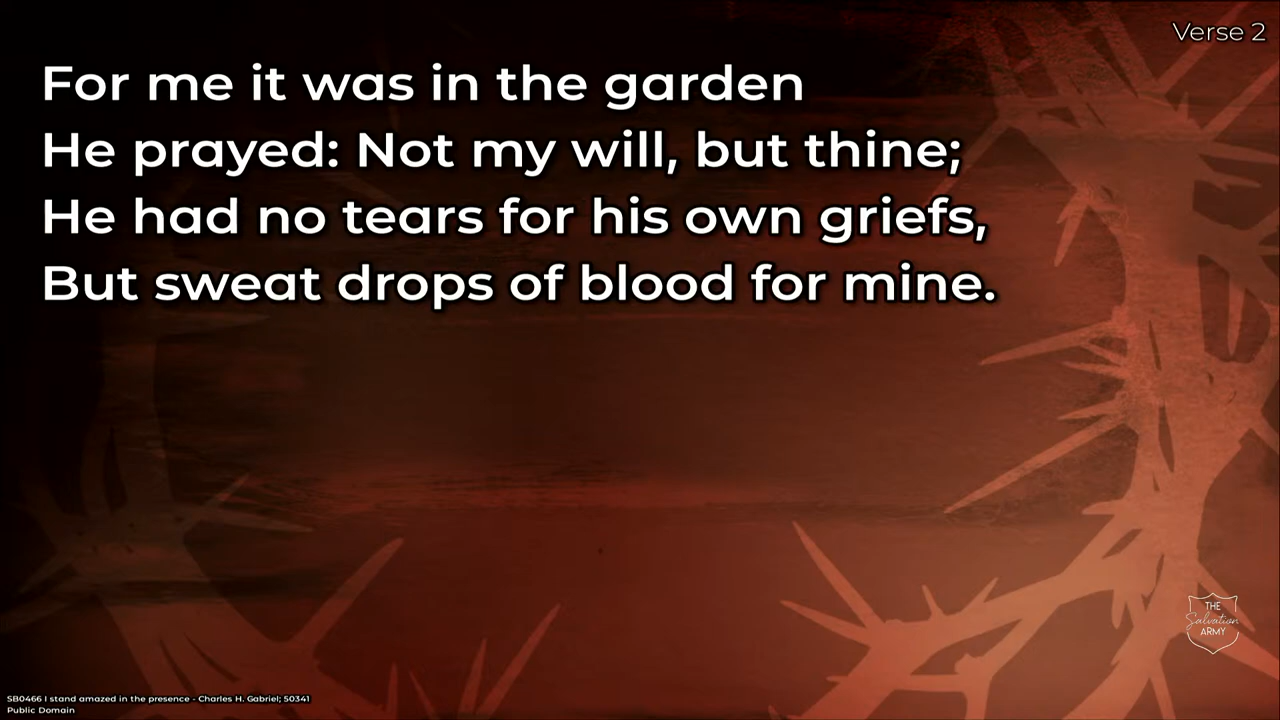 Verse 2
For me it was in the garden
He prayed: Not my will, but thine;
He had no tears for his own griefs,
But sweat drops of blood for mine.
THE
Salvation
ARMY
SB0466 I stand amazed in the presence - Charles H. Gabriel; 50341
Public Domain